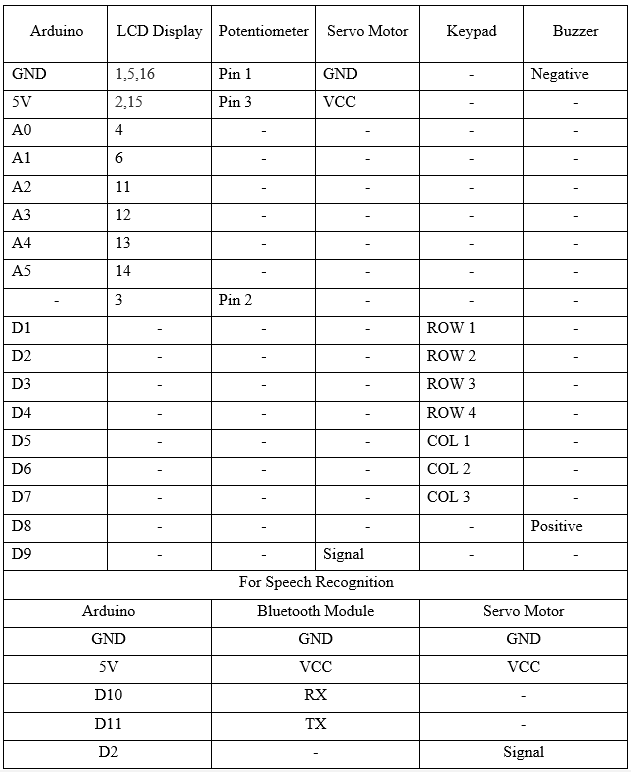 Arduino LCD Display Potentiometer Servo Motor Keypad Buzzer
GND 1,5,16 Pin 1 GND - Negative
5V 2,15 Pin 3 VCC - -
A0 4 - - - -
A1 6 - - - -
A2 11 - - - -
A3 12 - - - -
A4 13 - - - -
A5 14 - - - -
- 3 Pin 2 - - -
D1 - - - ROW 1 -
D2 - - - ROW 2 -
D3 - - - ROW 3 -
D4 - - - ROW 4 -
D5 - - - COL 1 -
D6 - - - COL 2 -
D7 - - - COL 3 -
D8 - - - - Positive
D9 - - Signal - -
For Speech Recognition
Arduino Bluetooth Module Servo Motor
GND GND GND
5V VCC VCC
D10 RX -
D11 TX -
D2 - Signal